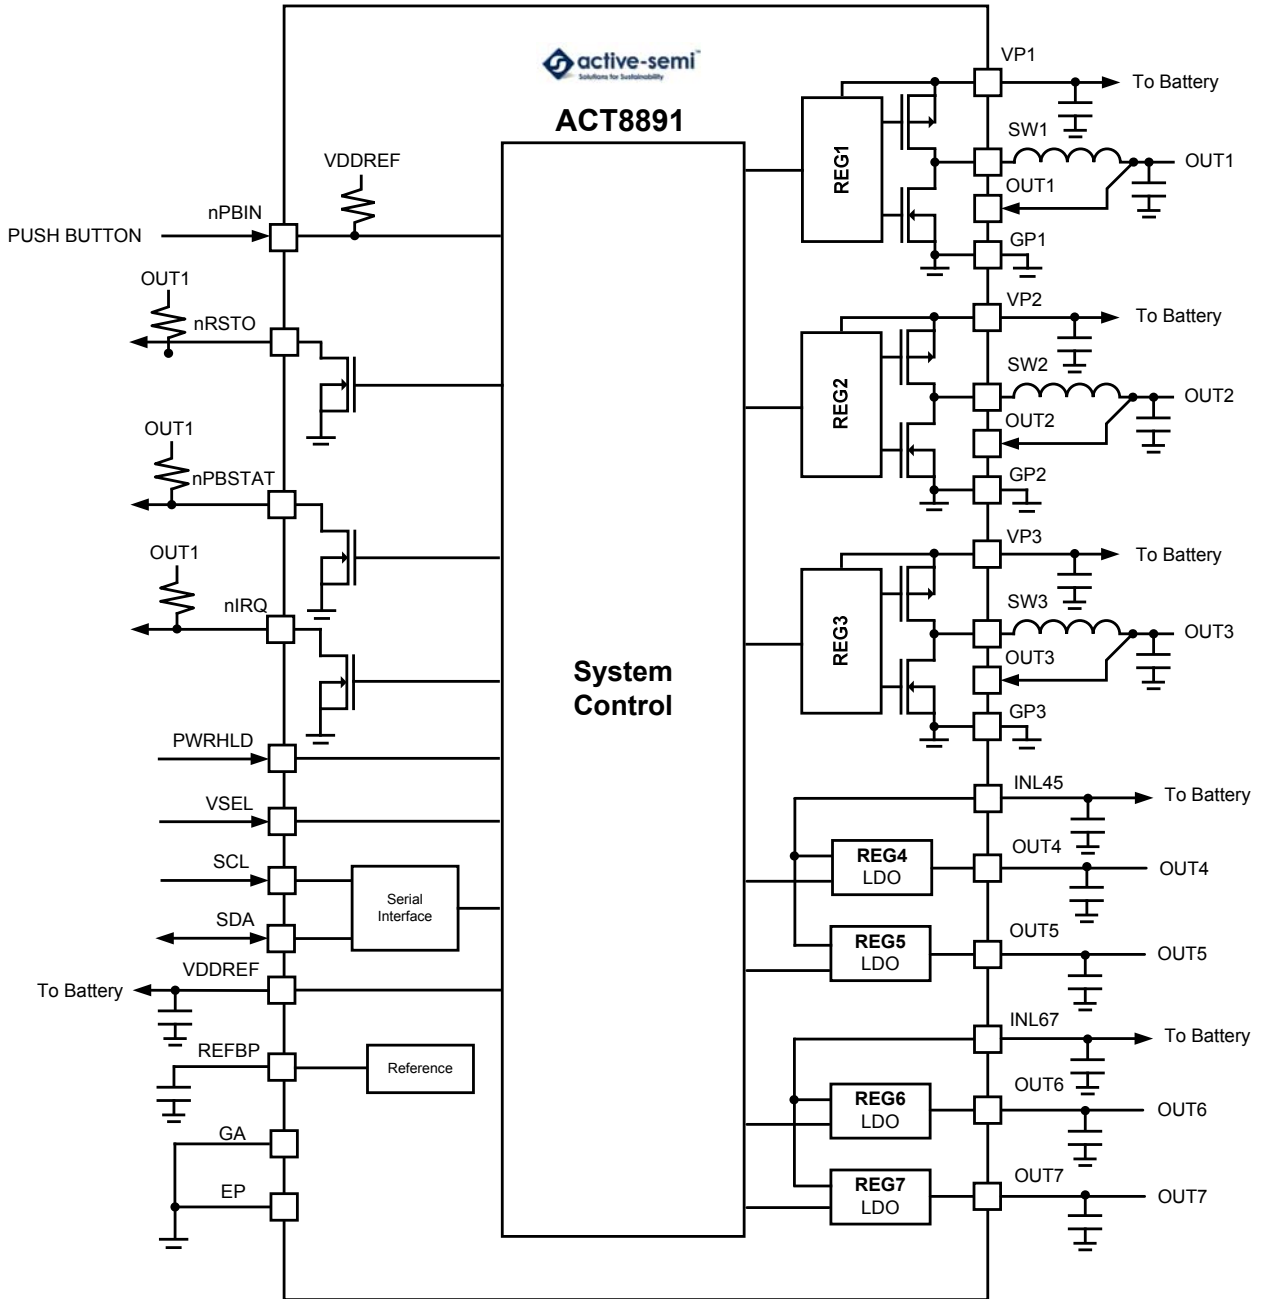 active-semi™
Solutions for Sustainability
ACT8891
VDDREF
nPBIN
PUSH BUTTON
OUT1
nRSTO
OUT1
nPBSTAT
OUT1
nIRQ
PWRHLD
VSEL
SCL
SDA
Serial
Interface
VDDREF
To Battery
REFBP
Reference
GA
EP
System
Control
VP1
To Battery
REG1
SW1
OUT1
OUT1
GP1
VP2
To Battery
REG2
SW2
OUT2
OUT2
GP2
VP3
To Battery
REG3
SW3
OUT3
OUT3
GP3
INL45
To Battery
REG4
LDO
OUT4
OUT4
REG5
LDO
OUT5
OUT5
INL67
To Battery
REG6
LDO
OUT6
OUT6
REG7
LDO
OUT7
OUT7